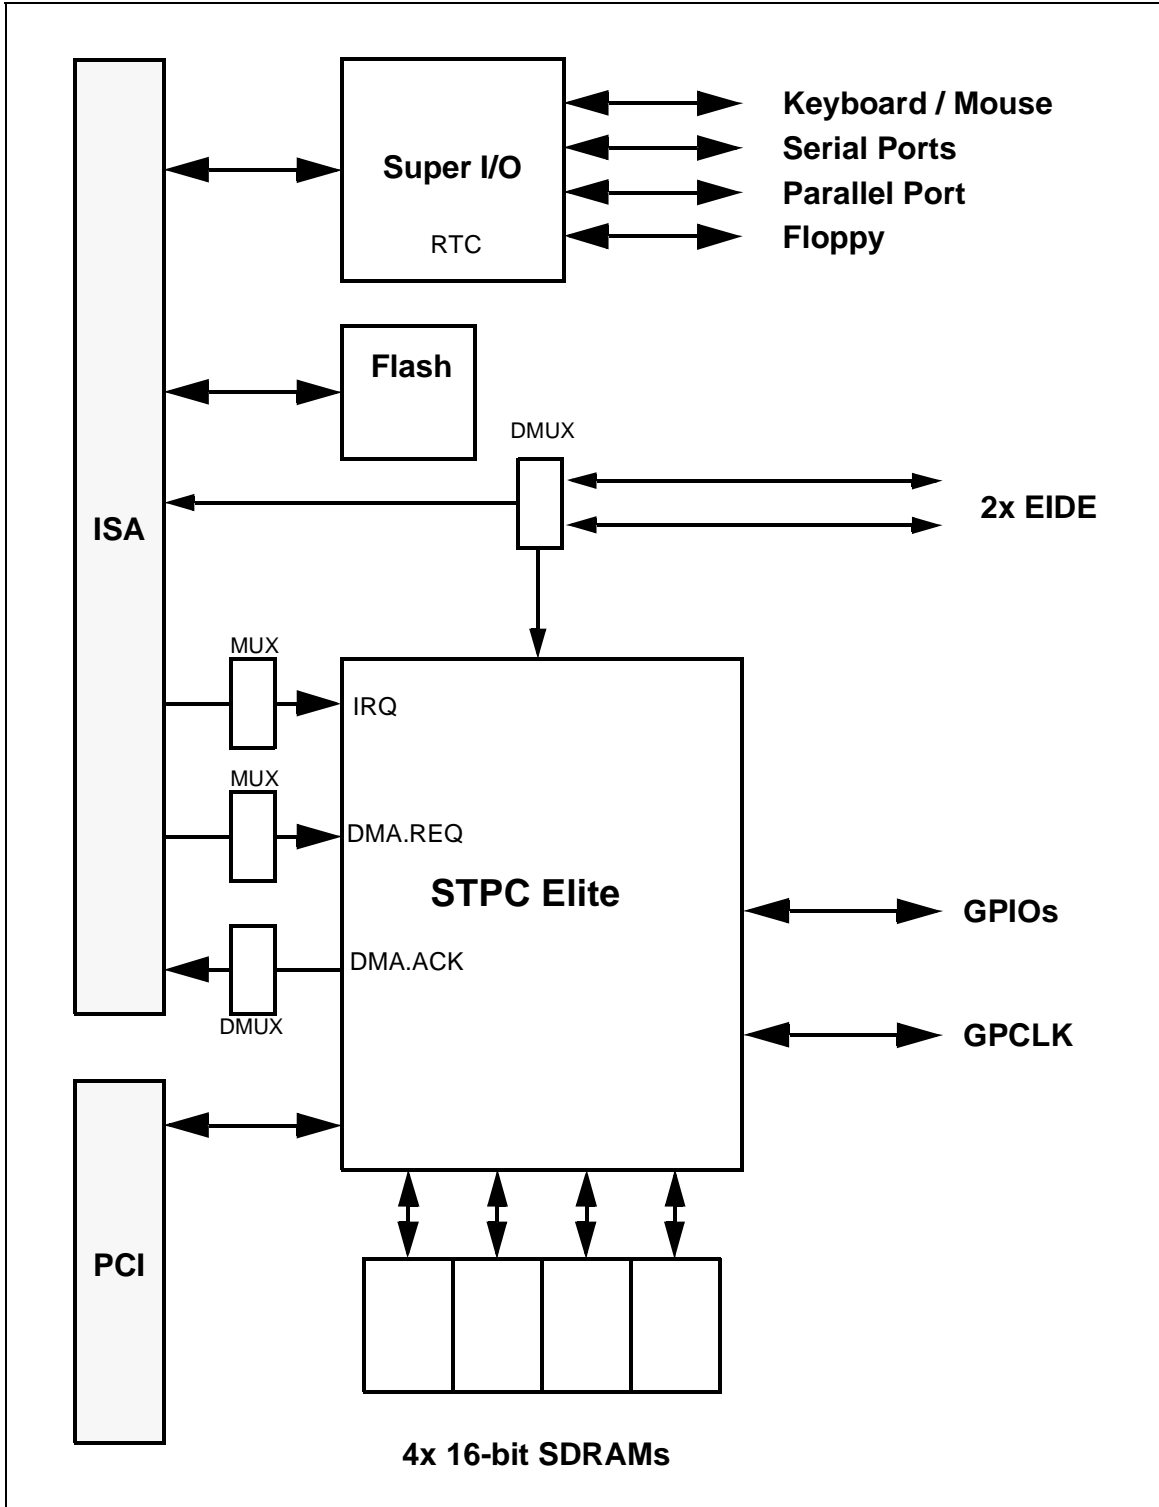 Keyboard / Mouse
Serial Ports
Super I/O
Parallel Port
RTC
Floppy
Flash
DMUX
ISA
2x EIDE
MUX
IRQ
MUX
DMA.REQ
STPC Elite
GPIOs
DMA.ACK
DMUX
GPCLK
PCI
4x 16-bit SDRAMs